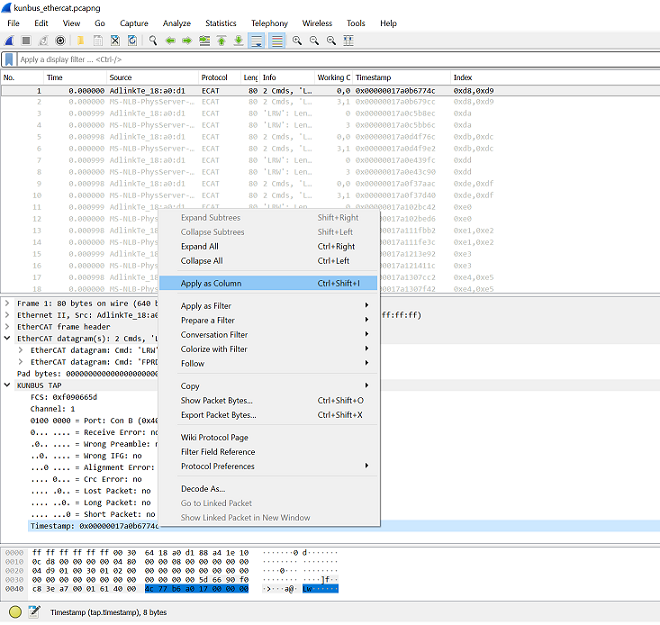 kunbus_ethercat.pcapng
File Edit View Go Capture Analyze Statistics Telephony Wireless Tools Help
Apply a display filter ... <Ctrl-/>
No. Time Source Protocol Leng Info Working C Timestamp Index
1 0.000000 AdlinkTe_18:a0:d1 ECAT 80 2 Cmds, 'L… 0,0 0x00000017a0b6774c 0xd8,0xd9
2 0.000000 MS-NLB-PhysServer-… ECAT 80 2 Cmds, 'L… 3,1 0x00000017a0b679cc 0xd8,0xd9
3 0.000999 AdlinkTe_18:a0:d1 ECAT 80 'LRW': Len… 0 0x00000017a0c5b8ec 0xda
4 0.000000 MS-NLB-PhysServer-… ECAT 80 'LRW': Len… 3 0x00000017a0c5bb6c 0xda
5 0.000998 AdlinkTe_18:a0:d1 ECAT 80 2 Cmds, 'L… 0,0 0x00000017a0d4f76c 0xdb,0xdc
6 0.000000 MS-NLB-PhysServer-… ECAT 80 2 Cmds, 'L… 3,1 0x00000017a0d4f9e2 0xdb,0xdc
7 0.000999 AdlinkTe_18:a0:d1 ECAT 80 'LRW': Len… 0 0x00000017a0e439fc 0xdd
8 0.000000 MS-NLB-PhysServer-… ECAT 80 'LRW': Len… 3 0x00000017a0e43c90 0xdd
9 0.000998 AdlinkTe_18:a0:d1 ECAT 80 2 Cmds, 'L… 0,0 0x00000017a0f37aac 0xde,0xdf
10 0.000000 MS-NLB-PhysServer-… ECAT 80 2 Cmds, 'L… 3,1 0x00000017a0f37d40 0xde,0xdf
11 0.000999 AdlinkTe_18:a0:d1 ECAT 80 'LRW': Len… 0 0x00000017a102bc42 0xe0
12 0.000000 MS-NLB 0x00000017a102bed6 0xe0
13 0.000998 Adlink 0x00000017a111fbb2 0xe1,0xe2
14 0.000000 MS-NLB 0x00000017a111fe3c 0xe1,0xe2
15 0.000999 Adlink 0x00000017a1213e92 0xe3
16 0.000000 MS-NLB 0x00000017a121411c 0xe3
17 0.000998 Adlink 0x00000017a1307cc2 0xe4,0xe5
18 0.000000 MS-NLB 0x00000017a1307f42 0xe4,0xe5
Expand Subtrees Shift+Right
Collapse Subtrees Shift+Left
Expand All Ctrl+Right
Collapse All Ctrl+Left
Apply as Column Ctrl+Shift+I
Apply as Filter
Prepare a Filter
Conversation Filter
Colorize with Filter
Follow
Copy
Show Packet Bytes... Ctrl+Shift+O
Export Packet Bytes... Ctrl+Shift+X
Wiki Protocol Page
Filter Field Reference
Protocol Preferences
Decode As...
Go to Linked Packet
Show Linked Packet in New Window
Frame 1: 80 bytes on wire (640 b
Ethernet II, Src: AdlinkTe_18:a0 ff:ff:ff)
EtherCAT frame header
EtherCAT datagram(s): 2 Cmds, 'L
EtherCAT datagram: Cmd: 'LRW'
EtherCAT datagram: Cmd: 'FPRD
Pad bytes: 00000000000000000000
KUNBUS TAP
FCS: 0xf090665d
Channel: 1
0100 0000 = Port: Con B (0x40
0... .... = Receive Error: no
.0.. .... = Wrong Preamble: n
..0. .... = Wrong IFG: no
...0 .... = Alignment Error:
.... 0... = Crc Error: no
.... .0.. = Lost Packet: no
.... ..0. = Long Packet: no
.... ...0 = Short Packet: no
Timestamp: 0x00000017a0b6774c
0000 ff ff ff ff ff ff 00 30 64 18 a0 d1 88 a4 1e 10 ·······0 d·······
0010 0c d8 00 00 00 00 04 80 00 00 08 00 00 00 00 00 ········ ········
0020 04 d9 01 00 30 01 02 00 00 00 00 00 00 00 00 00 ····0··· ········
0030 00 00 00 00 00 00 00 00 00 00 00 00 5d 66 90 f0 ········ ····]f··
0040 c8 3e a7 00 01 61 40 00 4c 77 b6 a0 17 00 00 00 ·>···a@· Lw······
Timestamp (tap.timestamp), 8 bytes